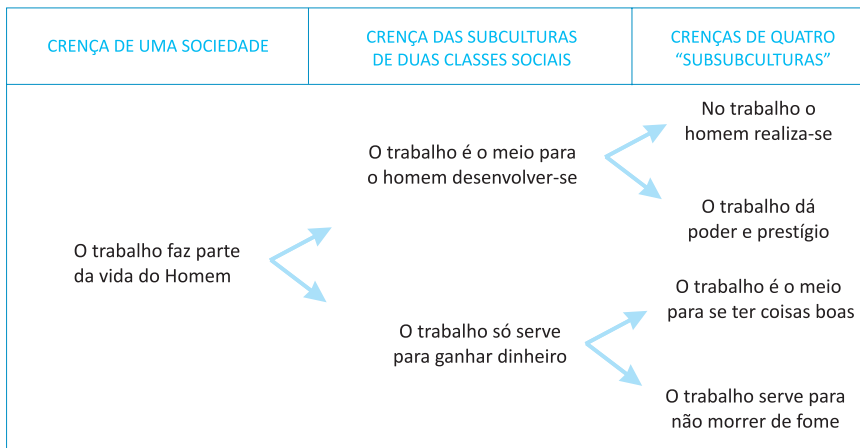 CRENÇA DE UMA SOCIEDADE
CRENÇA DAS SUBCULTURAS
DE DUAS CLASSES SOCIAIS
CRENÇAS DE QUATRO
“SUBSUBCULTURAS”
O trabalho faz parte
da vida do Homem
O trabalho é o meio para
o homem desenvolver-se
O trabalho só serve
para ganhar dinheiro
No trabalho o
homem realiza-se
O trabalho dá
poder e prestígio
O trabalho é o meio
para se ter coisas boas
O trabalho serve para
não morrer de fome